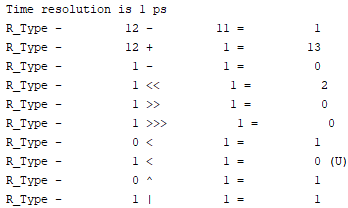 Time resolution is 1 ps
R_Type - 12 - 11 = 1
R_Type - 12 + 1 = 13
R_Type - 1 - 1 = 0
R_Type - 1 << 1 = 2
R_Type - 1 >> 1 = 0
R_Type - 1 >>> 1 = 0
R_Type - 0 < 1 = 1
R_Type - 1 < 1 = 0 (U)
R_Type - 0 ^ 1 = 1
R_Type - 1 | 1 = 1